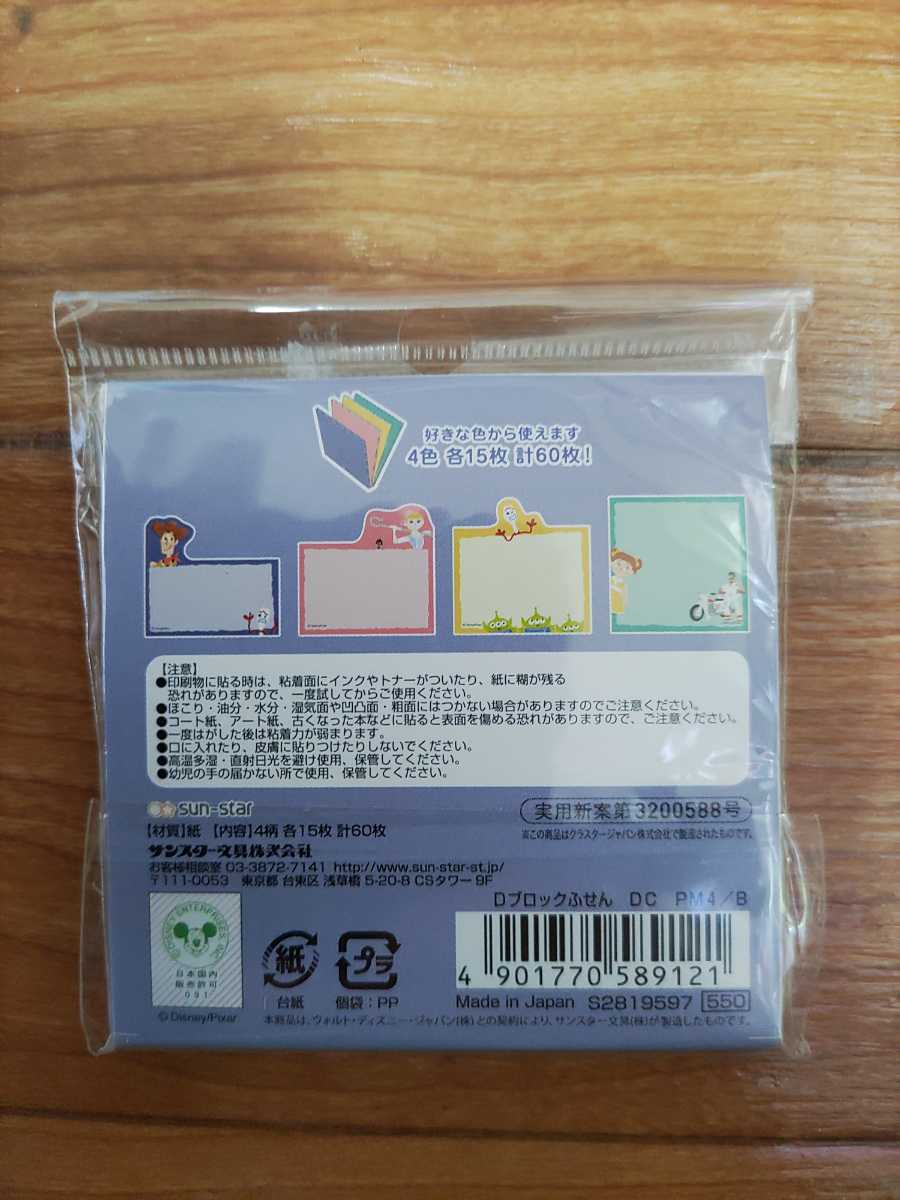 好きな色から使えます
4色 各15枚 計60枚!
【注意】
●印刷物に貼る時は、粘着面にインクやトナーがついたり、紙に糊が残る
恐れがありますので、一度試してからご使用ください。
●ほこり・油分・水分・湿気面や凹凸面・粗面にはつかない場合がありますのでご注意ください。
●コート紙、アート紙、古くなった本などに貼ると表面を傷める恐れがありますので、ご注意ください。
●一度はがした後は粘着力が弱まります。
●口に入れたり、皮膚に貼りつけたりしないでください。
●高温多湿・直射日光を避け使用、保管してください。
●幼児の手の届かない所で使用、保管してください。
sun-star
実用新案第3200588号
【材質】紙 【内容】4柄 各15枚 計60枚
※この商品はクラスタージャパン株式会社で製造されたものです。
サンスター文具株式会社
お客様相談室 03-3872-7141 http://www.sun-star-st.jp/
〒111-0053 東京都 台東区 浅草橋 5-20-8 CSタワー 9F
Dブロックふせん DC PM4/B
©DISNEY ENTERPRISES, INC.
日本国内
販売許可
091
紙
台紙
プラ
個袋:PP
4 901770 589121
Made in Japan S2819597 550
© Disney/Pixar
本商品は、ウォルト・ディズニー・ジャパン(株)との契約により、サンスター文具(株)が製造したものです。